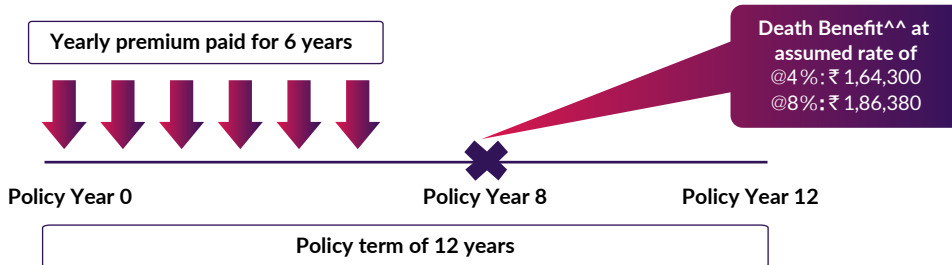 Yearly premium paid for 6 years
Death Benefit^^ at
assumed rate of
@4%: ₹ 1,64,300
@8%: ₹ 1,86,380
Policy Year 0
Policy Year 8
Policy Year 12
Policy term of 12 years